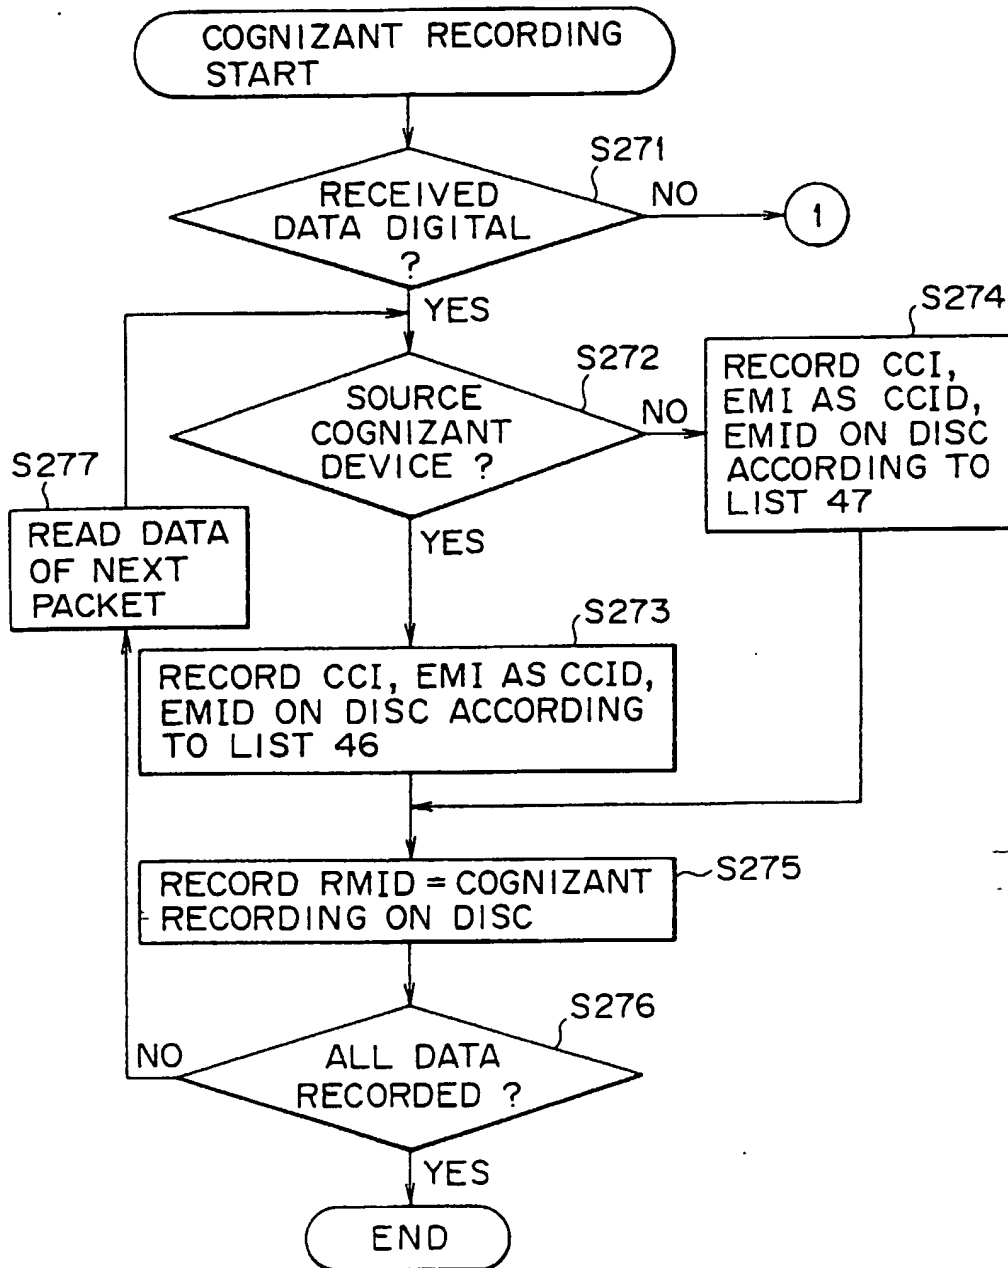 COGNIZANT RECORDING
START
S271
RECEIVED
DATA DIGITAL
?
NO
1
YES
S272
SOURCE
COGNIZANT
DEVICE ?
NO
S274
RECORD CCI,
EMI AS CCID,
EMID ON DISC
ACCORDING TO
LIST 47
S277
READ DATA
OF NEXT
PACKET
YES
S273
RECORD CCI, EMI AS CCID,
EMID ON DISC ACCORDING
TO LIST 46
RECORD RMID = COGNIZANT
RECORDING ON DISC
S275
S276
ALL DATA
RECORDED ?
NO
YES
END